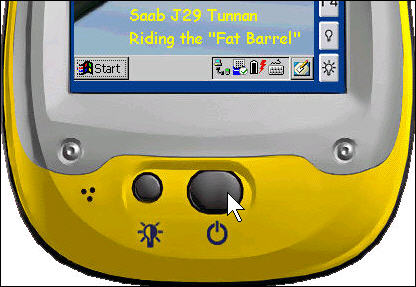 Saab J29 Tunnan
Riding the "Fat Barrel"
Start